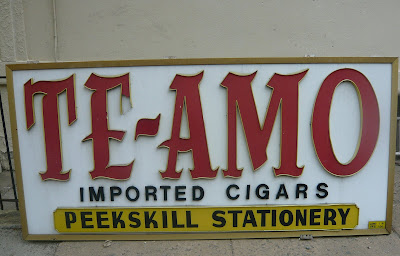 TE-AMO
IMPORTED CIGARS
PEEKSKILL STATIONERY